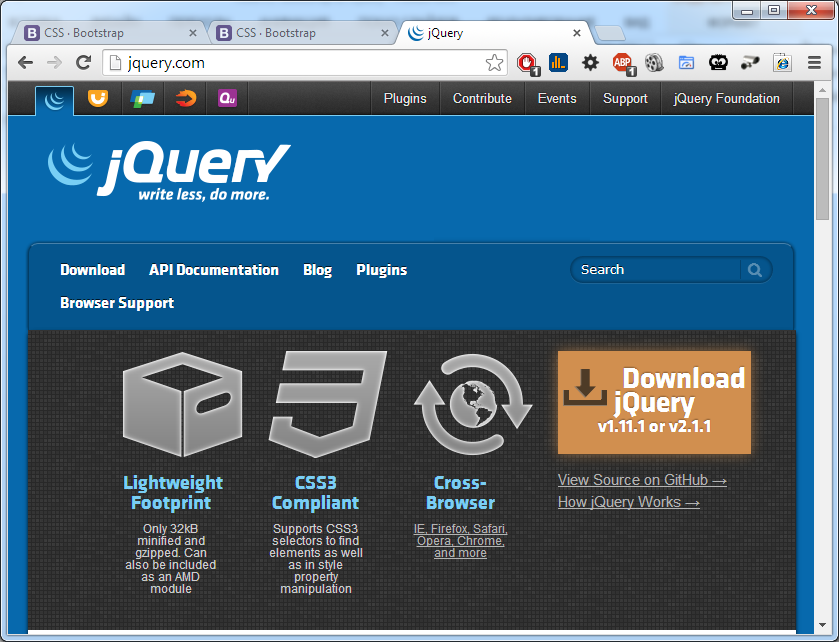 CSS · Bootstrap
CSS · Bootstrap
jQuery
jquery.com
1
ABP
1
Qu
Plugins
Contribute
Events
Support
jQuery Foundation
jQuery
write less, do more.
Download
API Documentation
Blog
Plugins
Search
Browser Support
Download
jQuery
v1.11.1 or v2.1.1
Lightweight
Footprint
Only 32kB
minified and
gzipped. Can
also be included
as an AMD
module
CSS3
Compliant
Supports CSS3
selectors to find
elements as well
as in style
property
manipulation
Cross-
Browser
IE, Firefox, Safari,
Opera, Chrome,
and more
View Source on GitHub →
How jQuery Works →